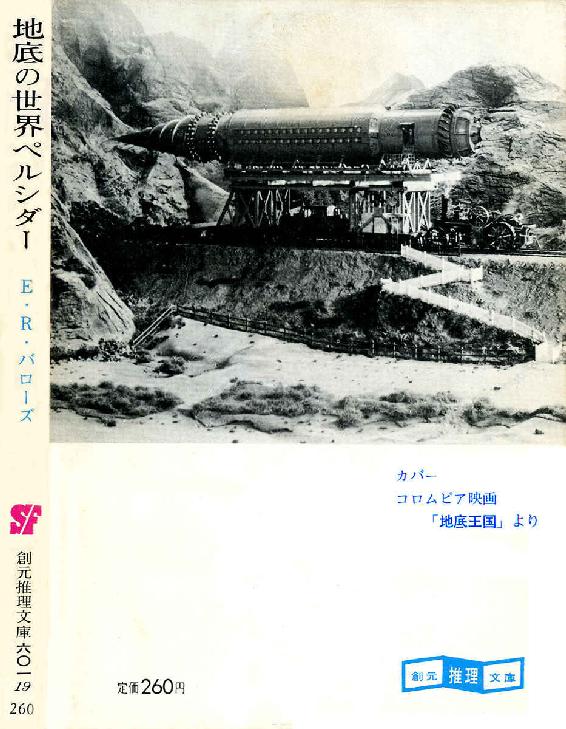 地底の世界ペルシダー
E・R・バローズ
SF
創元推理文庫 六〇一
19
260
カバー
コロムビア映画
「地底王国」より
定価260円
創元 推理 文庫